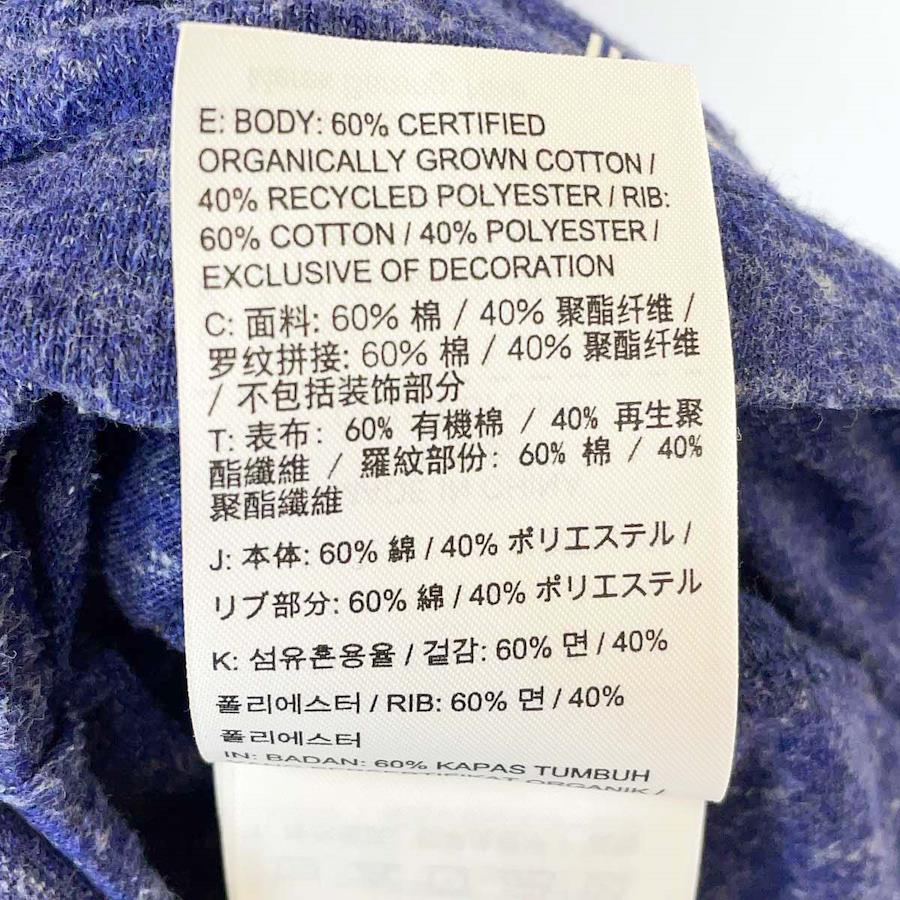 E: BODY: 60% CERTIFIED
ORGANICALLY GROWN COTTON /
40% RECYCLED POLYESTER / RIB:
60% COTTON / 40% POLYESTER /
EXCLUSIVE OF DECORATION
C: 面料: 60% 棉 / 40% 聚酯纤维 /
罗纹拼接: 60% 棉 / 40% 聚酯纤维
/ 不包括装饰部分
T: 表布: 60% 有機棉 / 40% 再生聚
酯纖維 / 羅紋部份: 60% 棉 / 40%
聚酯纖維
J: 本体: 60% 綿 / 40% ポリエステル /
リブ部分: 60% 綿 / 40% ポリエステル
K: 섬유혼용율 / 겉감: 60% 면 / 40%
폴리에스터 / RIB: 60% 면 / 40%
폴리에스터
IN: BADAN: 60% KAPAS TUMBUH
ORGANIK /